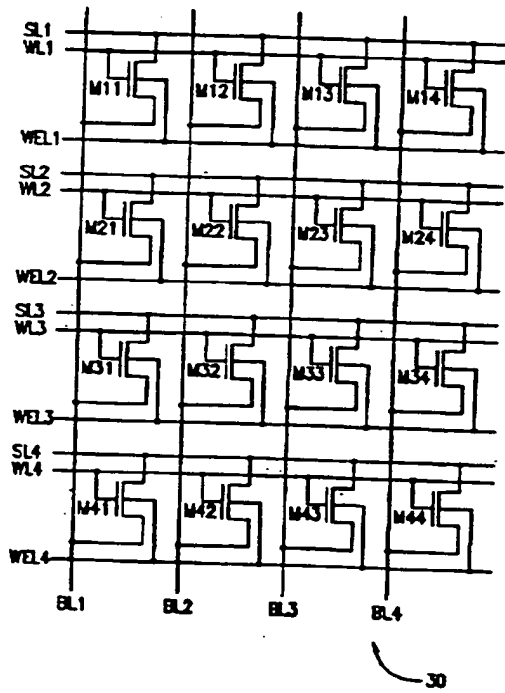 SL1
WL1
M11 M12 M13 M14
WEL1
SL2
WL2
M21 M22 M23 M24
WEL2
SL3
WL3
M31 M32 M33 M34
WEL3
SL4
WL4
M41 M42 M43 M44
WEL4
BL1 BL2 BL3 BL4
30